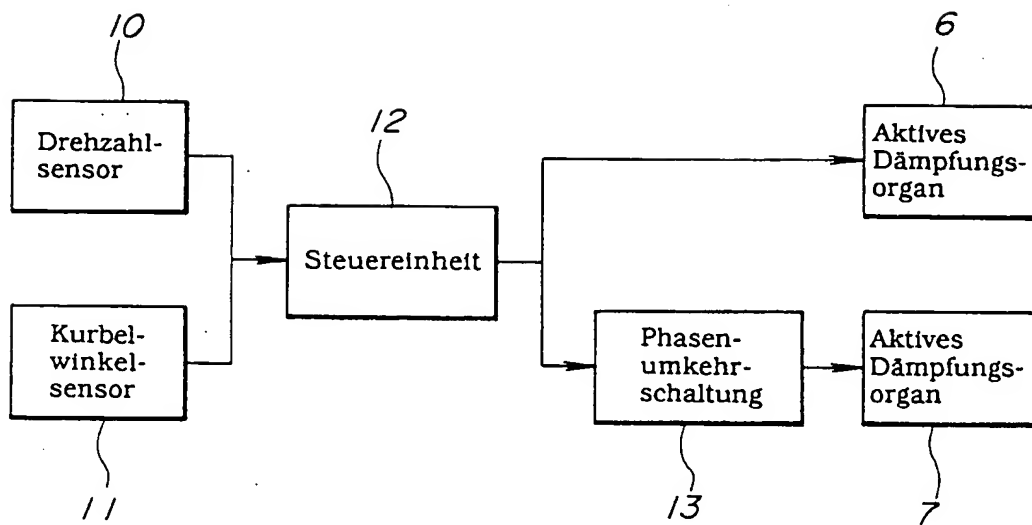 10
6
12
Drehzahl-
sensor
Aktives
Dämpfungs-
organ
Steuereinheit
Kurbel-
winkel-
sensor
Phasen-
umkehr-
schaltung
Aktives
Dämpfungs-
organ
11
13
7